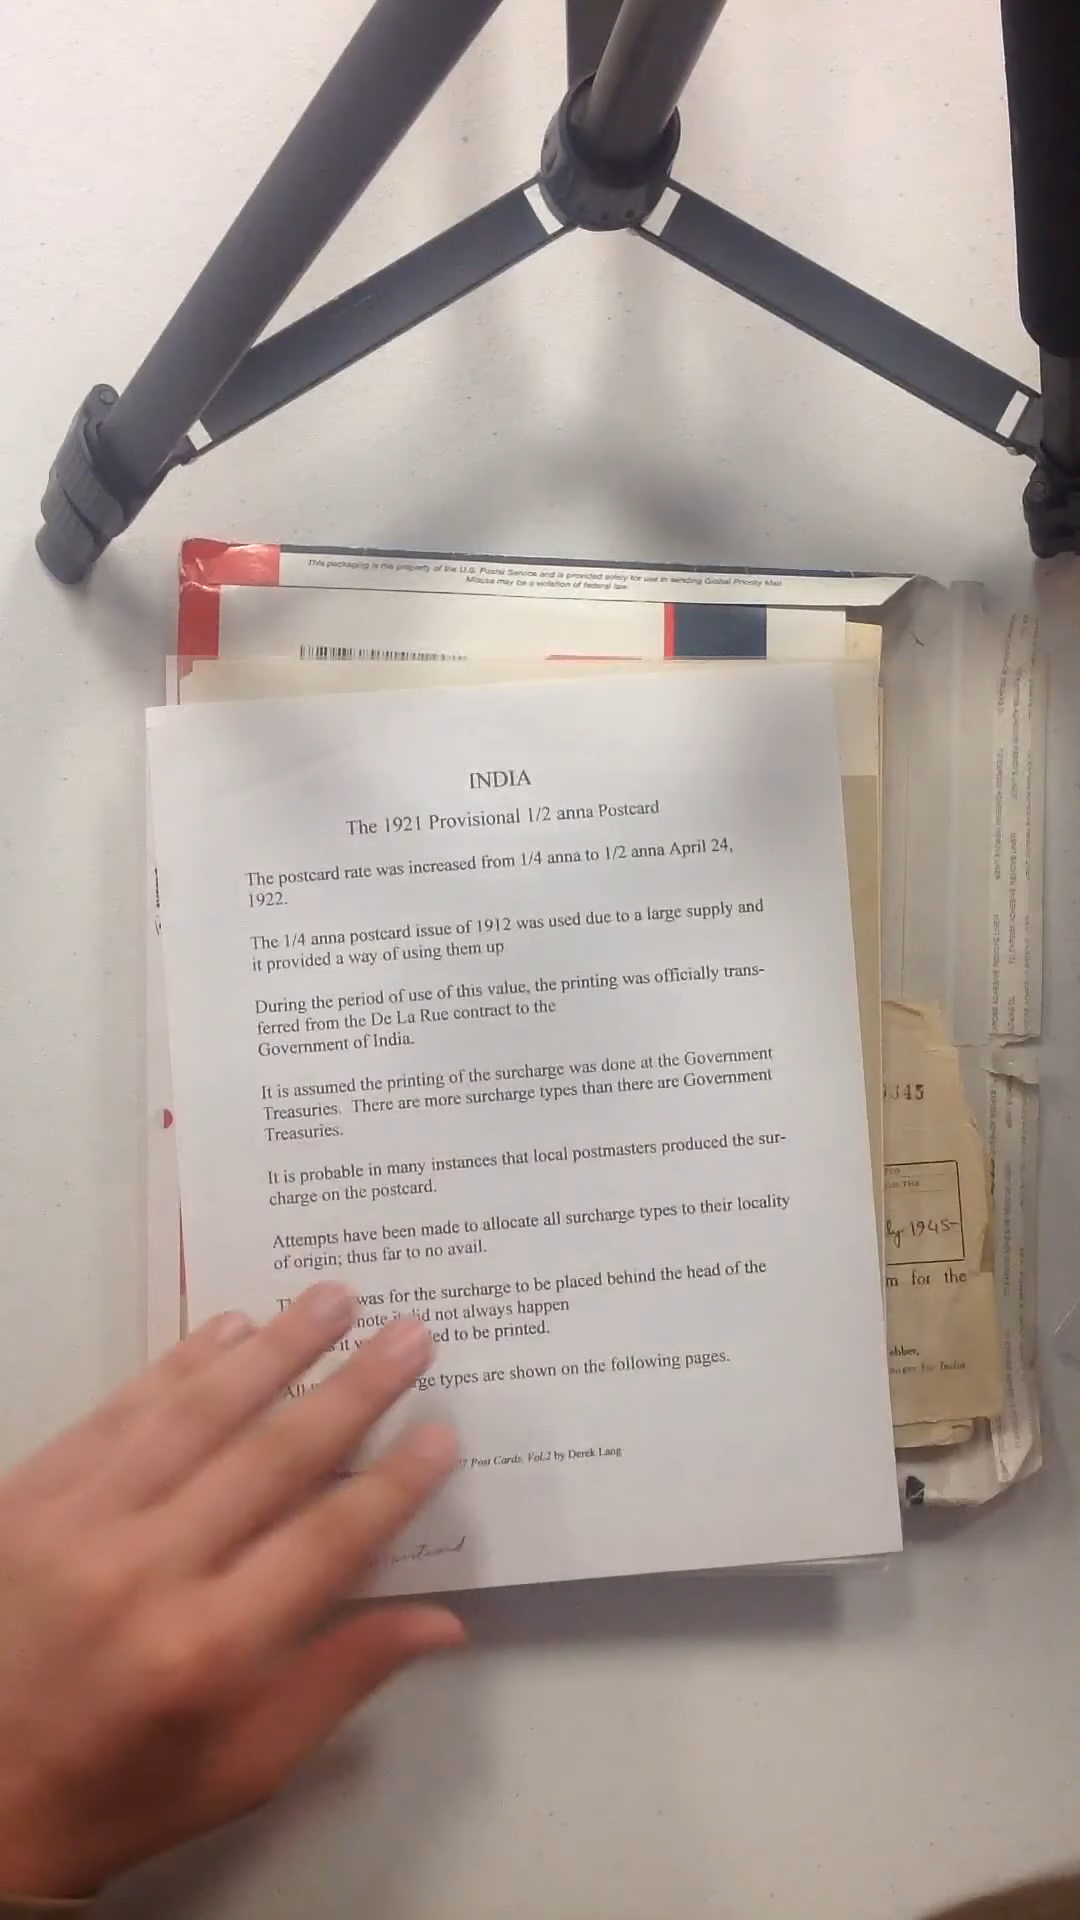 This packaging is the property of the U.S. Postal Service and is provided solely for use in sending Global Priority Mail.
Misuse may be a violation of federal law.
INDIA
The 1921 Provisional 1/2 anna Postcard
The postcard rate was increased from 1/4 anna to 1/2 anna April 24,
1922.
The 1/4 anna postcard issue of 1912 was used due to a large supply and
it provided a way of using them up
During the period of use of this value, the printing was officially trans-
ferred from the De La Rue contract to the
Government of India.
It is assumed the printing of the surcharge was done at the Government
Treasuries. There are more surcharge types than there are Government
Treasuries.
It is probable in many instances that local postmasters produced the sur-
charge on the postcard.
Attempts have been made to allocate all surcharge types to their locality
of origin; thus far to no avail.
was for the surcharge to be placed behind the head of the
note it did not always happen
it to be printed.
All types are shown on the following pages.
Post Cards, Vol.2 by Derek Lang
345
OR THE
1945-
for the